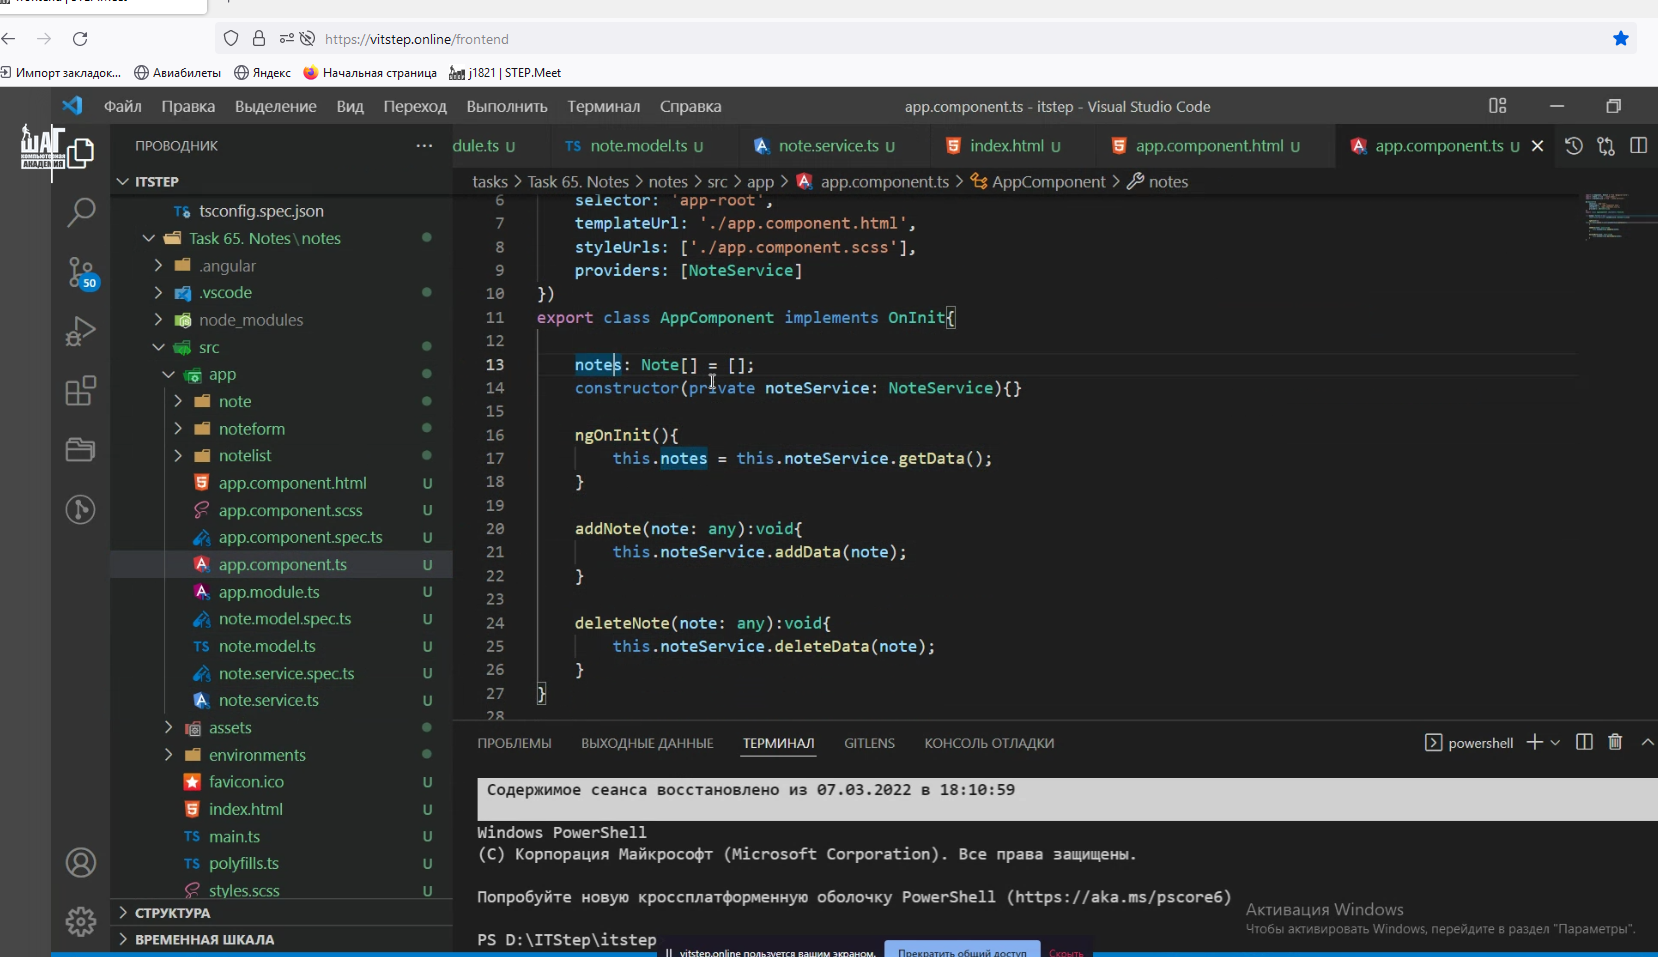 https://vitstep.online/frontend
Импорт закладок...
Авиабилеты
Яндекс
Начальная страница
j1821 | STEP.Meet
Файл Правка Выделение Вид Переход Выполнить Терминал Справка
app.component.ts - itstep - Visual Studio Code
ШАГ
КОМПЬЮТЕРНАЯ
АКАДЕМИЯ
50
ПРОВОДНИК
ITSTEP
tsconfig.spec.json
Task 65. Notes\notes
.angular
.vscode
node_modules
src
app
note
noteform
notelist
app.component.html U
app.component.scss U
app.component.spec.ts U
app.component.ts U
app.module.ts U
note.model.spec.ts U
note.model.ts U
note.service.spec.ts U
note.service.ts U
assets
environments
favicon.ico U
index.html U
main.ts U
polyfills.ts U
styles.scss U
СТРУКТУРА
ВРЕМЕННАЯ ШКАЛА
dule.ts U
TS note.model.ts U
note.service.ts U
index.html U
app.component.html U
app.component.ts U
tasks > Task 65. Notes > notes > src > app > app.component.ts > AppComponent > notes
6 selector: 'app-root',
7 templateUrl: './app.component.html',
8 styleUrls: ['./app.component.scss'],
9 providers: [NoteService]
10 })
11 export class AppComponent implements OnInit{
12
13 notes: Note[] = [];
14 constructor(private noteService: NoteService){}
15
16 ngOnInit(){
17 this.notes = this.noteService.getData();
18 }
19
20 addNote(note: any):void{
21 this.noteService.addData(note);
22 }
23
24 deleteNote(note: any):void{
25 this.noteService.deleteData(note);
26 }
27 }
28
ПРОБЛЕМЫ ВЫХОДНЫЕ ДАННЫЕ ТЕРМИНАЛ GITLENS КОНСОЛЬ ОТЛАДКИ
powershell
Содержимое сеанса восстановлено из 07.03.2022 в 18:10:59
Windows PowerShell
(C) Корпорация Майкрософт (Microsoft Corporation). Все права защищены.
Попробуйте новую кроссплатформенную оболочку PowerShell (https://aka.ms/pscore6)
PS D:\ITStep\itstep
Активация Windows
Чтобы активировать Windows, перейдите в раздел "Параметры".
vitstep.online пользуется вашим экраном.
Прекратить общий доступ
Скрыть